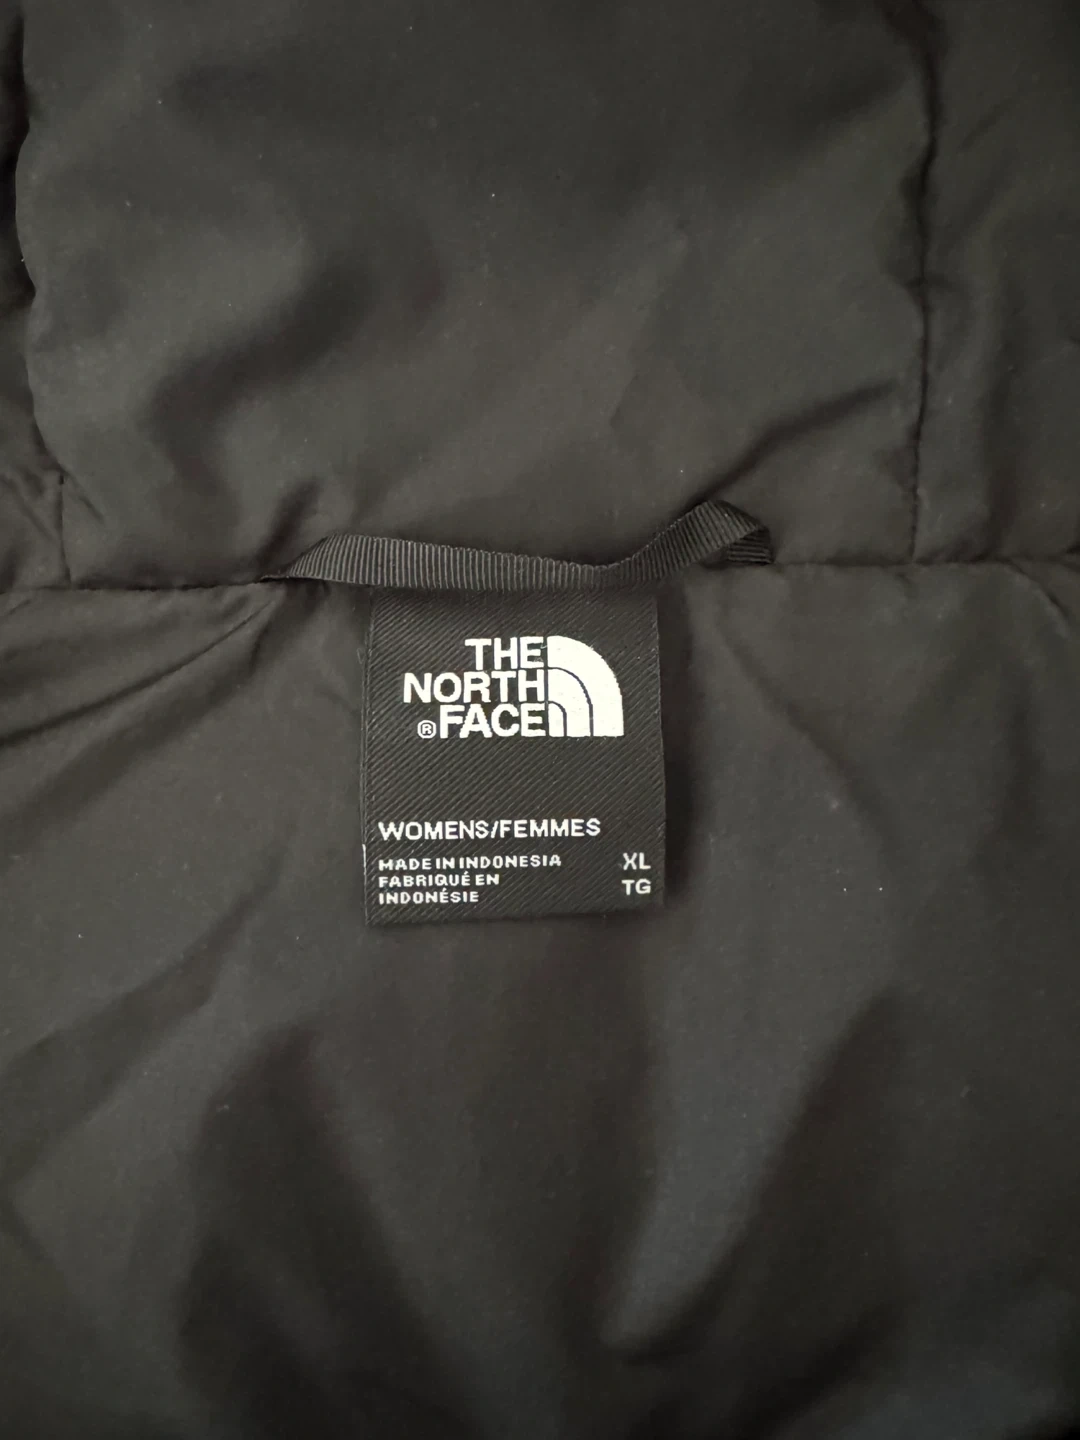 THE
NORTH
®FACE
WOMENS/FEMMES
MADE IN INDONESIA XL
FABRIQUÉ EN TG
INDONÉSIE